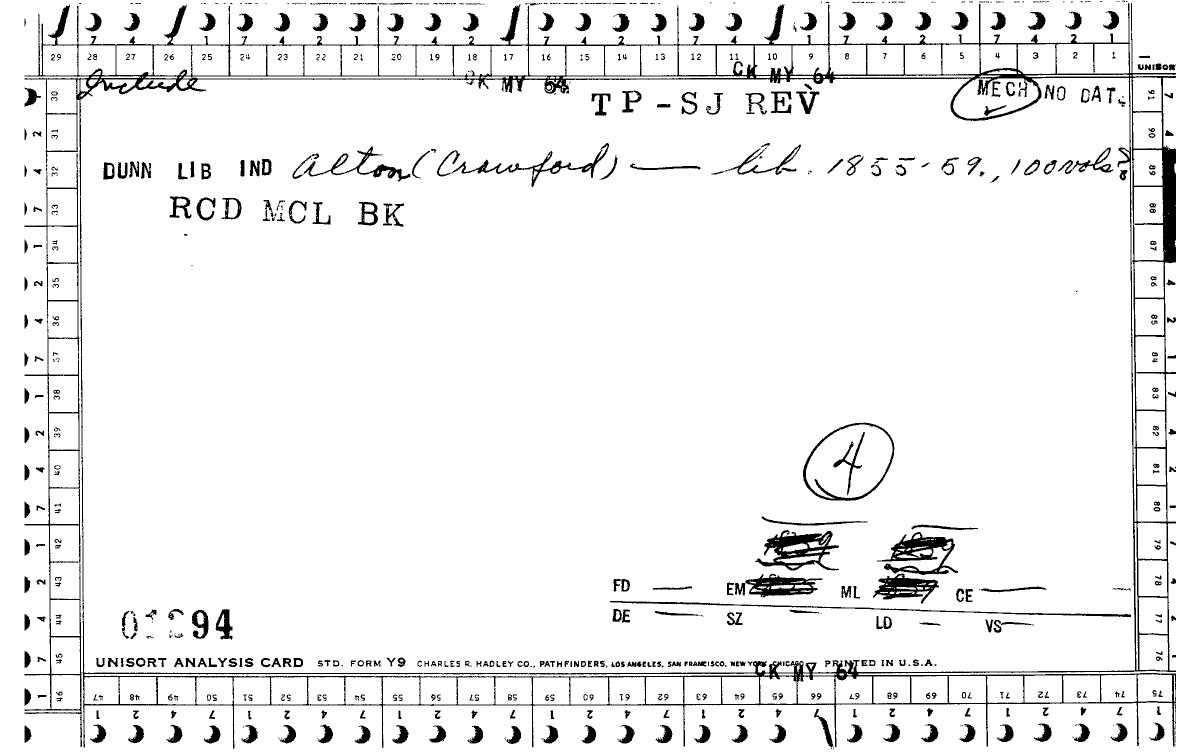 7 4 2 1 7 4 2 1 7 4 2 1 7 4 2 1 7 4 2 1 7 4 2 1 7 4 2 1
29 28 27 26 25 24 23 22 21 20 19 18 17 16 15 14 13 12 11 10 9 8 7 6 5 4 3 2 1
UNISOR
Include CK MY 64 CK MY 64
TP-SJ REV MECH NO DAT
DUNN LIB IND Alton (Crawford) — lib. 1855-59., 100 vols
RCD MCL BK
30 31 32 33 34 35 36 37 38 39 40 41 42 43 44 45 46
91 90 89 88 87 86 85 84 83 82 81 80 79 78 77 76 75
4
FD — EM ML CE —
DE — SZ — LD — VS —
01294
UNISORT ANALYSIS CARD STD. FORM Y9 CHARLES R. HADLEY CO., PATHFINDERS, LOS ANGELES, SAN FRANCISCO, NEW YORK, CHICAGO PRINTED IN U.S.A.
CK MY 64
47 48 49 50 51 52 53 54 55 56 57 58 59 60 61 62 63 64 65 66 67 68 69 70 71 72 73 74
1 2 4 7 1 2 4 7 1 2 4 7 1 2 4 7 1 2 4 7 1 2 4 7 1 2 4 7 1